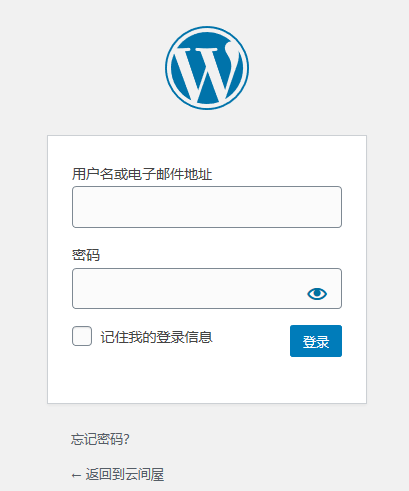 用户名或电子邮件地址
密码
记住我的登录信息
登录
忘记密码？
← 返回到云间屋